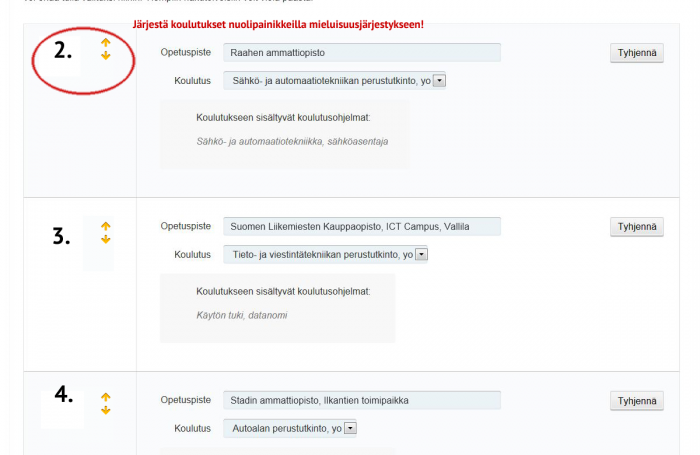 Järjestä koulutukset nuolipainikkeilla mieluisuusjärjestykseen!
2.
Opetuspiste Raahen ammattiopisto Tyhjennä
Koulutus Sähkö- ja automaatiotekniikan perustutkinto, yo
Koulutukseen sisältyvät koulutusohjelmat:
Sähkö- ja automaatiotekniikka, sähköasentaja
3.
Opetuspiste Suomen Liikemiesten Kauppaopisto, ICT Campus, Vallila Tyhjennä
Koulutus Tieto- ja viestintätekniikan perustutkinto, yo
Koulutukseen sisältyvät koulutusohjelmat:
Käytön tuki, datanomi
4.
Opetuspiste Stadin ammattiopisto, Ilkantien toimipaikka Tyhjennä
Koulutus Autoalan perustutkinto, yo